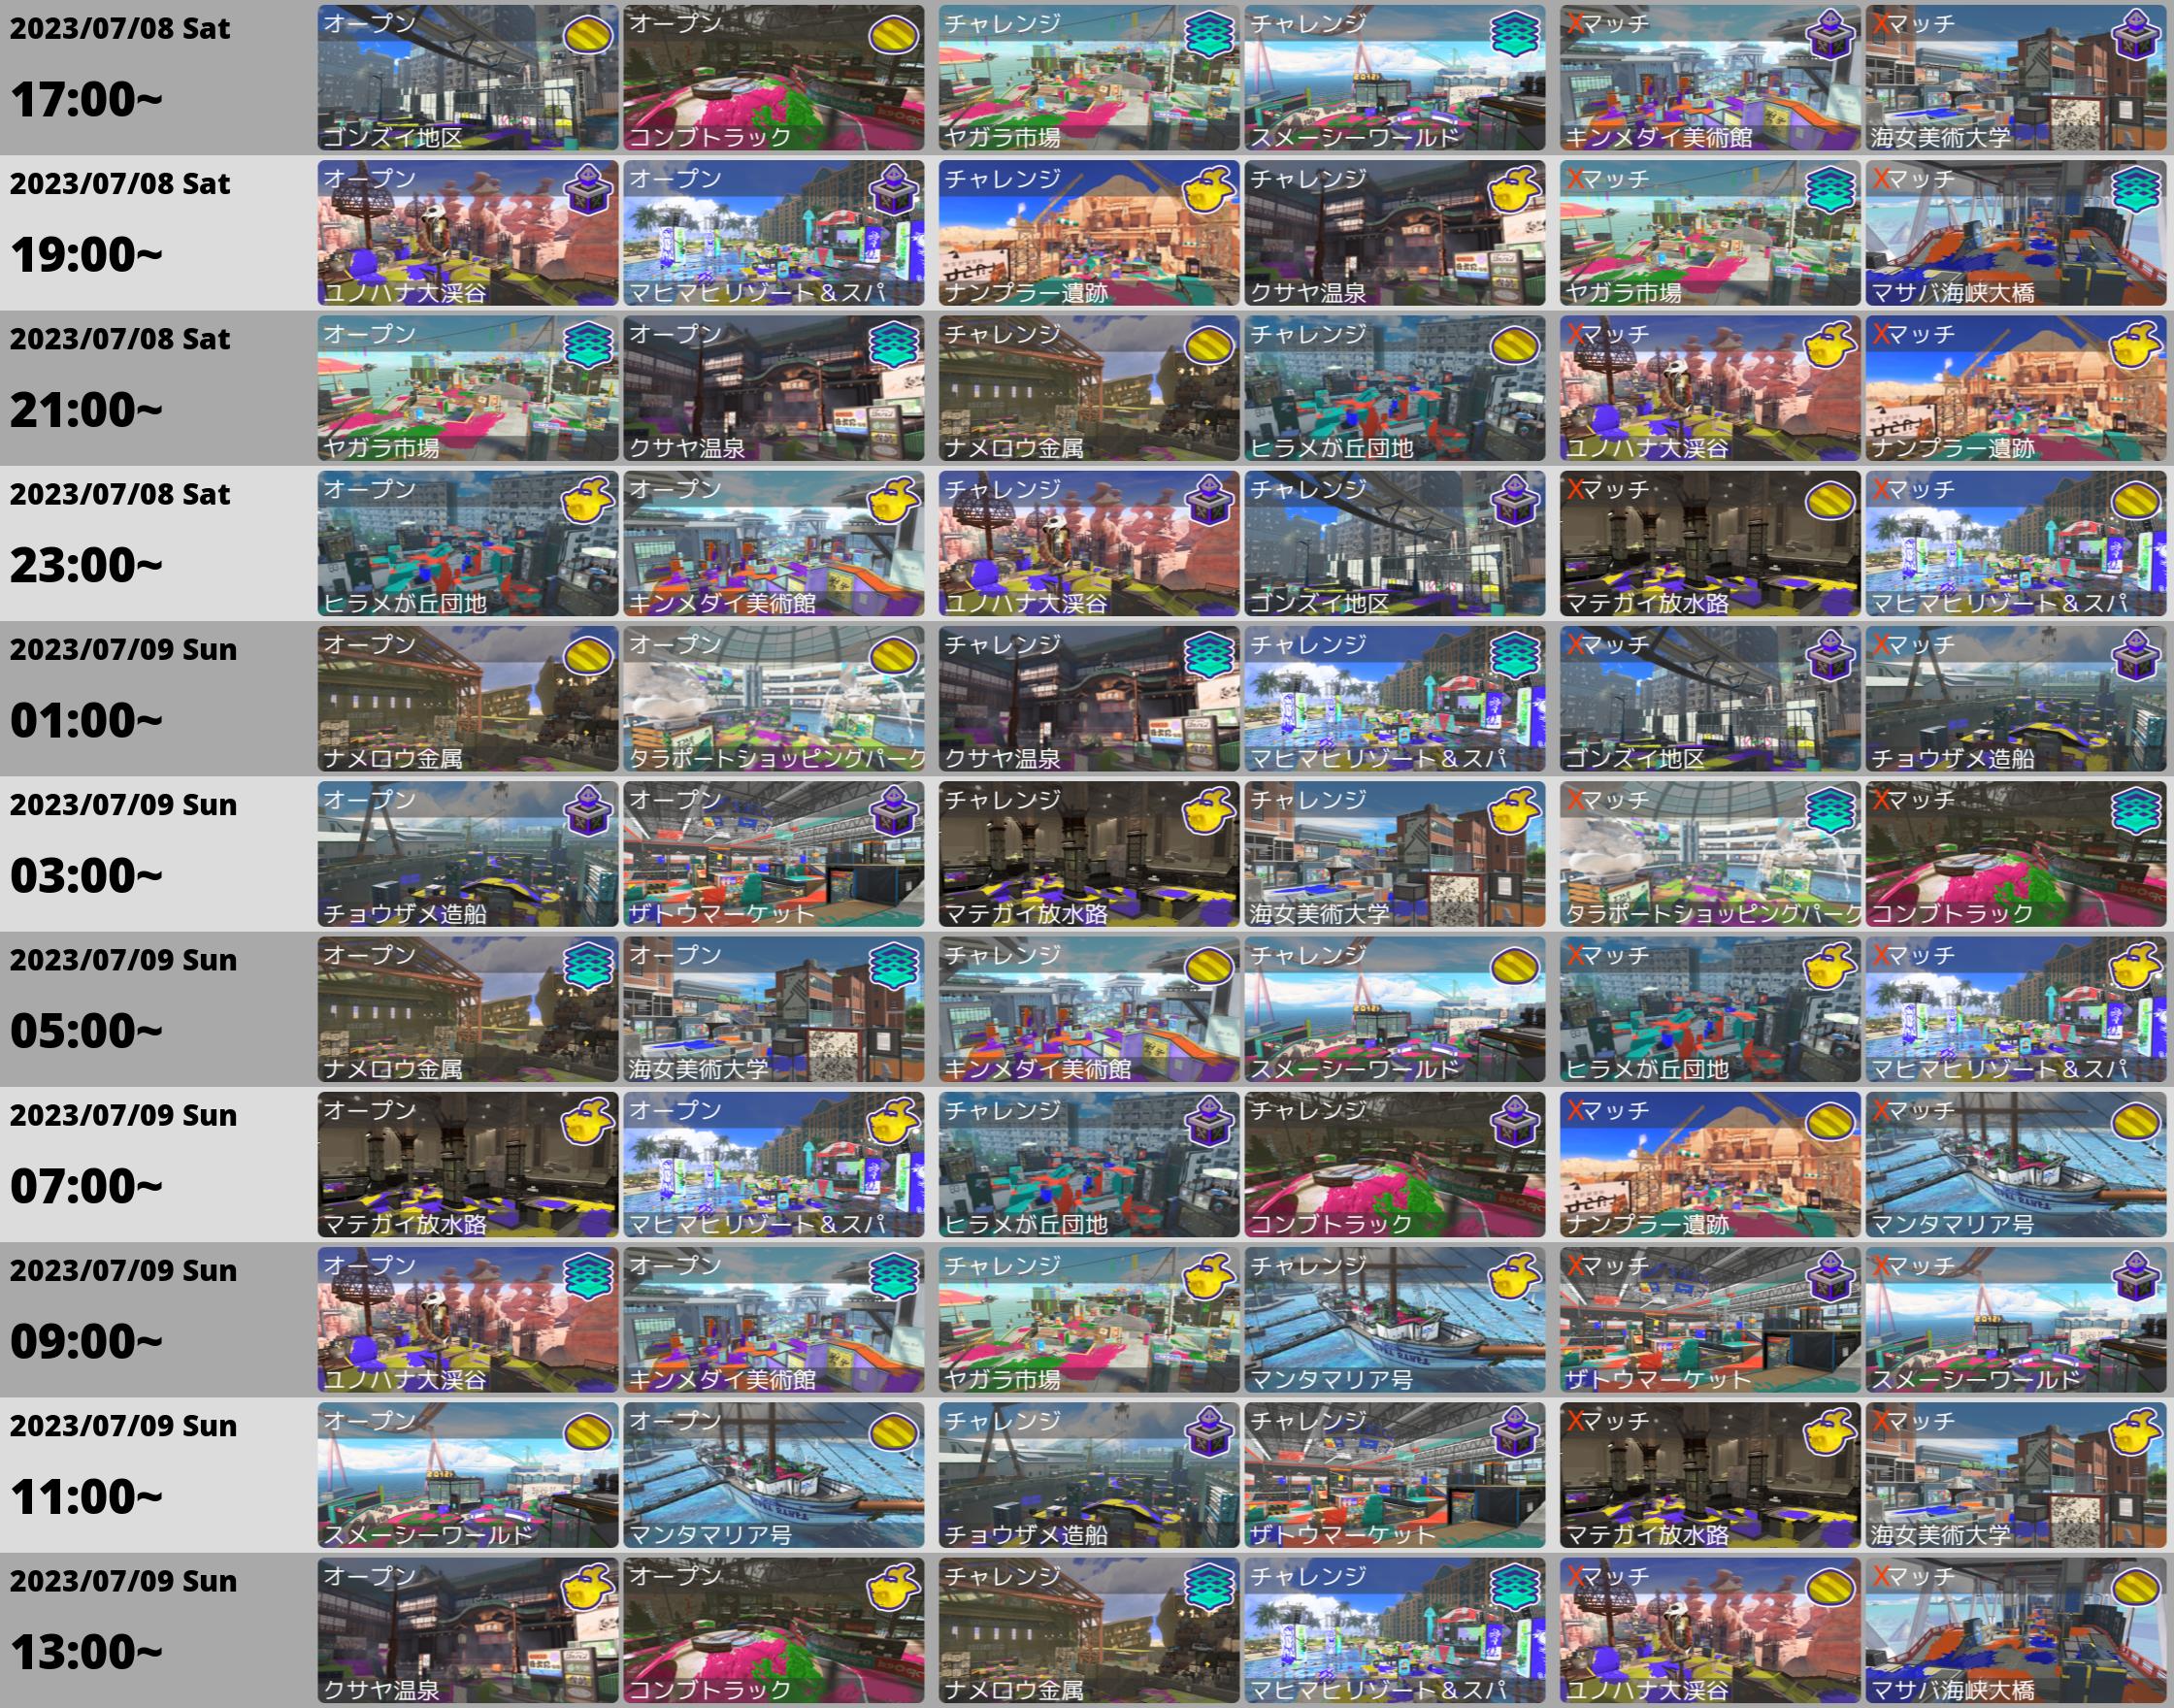 2023/07/08 Sat
17:00~
オープン
ゴンズイ地区
オープン
コンブトラック
チャレンジ
ヤガラ市場
チャレンジ
スメーシーワールド
Xマッチ
キンメダイ美術館
Xマッチ
海女美術大学
2023/07/08 Sat
19:00~
オープン
ユノハナ大渓谷
オープン
マヒマヒリゾート＆スパ
チャレンジ
ナンプラー遺跡
チャレンジ
クサヤ温泉
Xマッチ
ヤガラ市場
Xマッチ
マサバ海峡大橋
2023/07/08 Sat
21:00~
オープン
ヤガラ市場
オープン
クサヤ温泉
チャレンジ
ナメロウ金属
チャレンジ
ヒラメが丘団地
Xマッチ
ユノハナ大渓谷
Xマッチ
ナンプラー遺跡
2023/07/08 Sat
23:00~
オープン
ヒラメが丘団地
オープン
キンメダイ美術館
チャレンジ
ユノハナ大渓谷
チャレンジ
ゴンズイ地区
Xマッチ
マテガイ放水路
Xマッチ
マヒマヒリゾート＆スパ
2023/07/09 Sun
01:00~
オープン
ナメロウ金属
オープン
タラポートショッピングパーク
チャレンジ
クサヤ温泉
チャレンジ
マヒマヒリゾート＆スパ
Xマッチ
ゴンズイ地区
Xマッチ
チョウザメ造船
2023/07/09 Sun
03:00~
オープン
チョウザメ造船
オープン
ザトウマーケット
チャレンジ
マテガイ放水路
チャレンジ
海女美術大学
Xマッチ
タラポートショッピングパーク
Xマッチ
コンブトラック
2023/07/09 Sun
05:00~
オープン
ナメロウ金属
オープン
海女美術大学
チャレンジ
キンメダイ美術館
チャレンジ
スメーシーワールド
Xマッチ
ヒラメが丘団地
Xマッチ
マヒマヒリゾート＆スパ
2023/07/09 Sun
07:00~
オープン
マテガイ放水路
オープン
マヒマヒリゾート＆スパ
チャレンジ
ヒラメが丘団地
チャレンジ
コンブトラック
Xマッチ
ナンプラー遺跡
Xマッチ
マンタマリア号
2023/07/09 Sun
09:00~
オープン
ユノハナ大渓谷
オープン
キンメダイ美術館
チャレンジ
ヤガラ市場
チャレンジ
マンタマリア号
Xマッチ
ザトウマーケット
Xマッチ
スメーシーワールド
2023/07/09 Sun
11:00~
オープン
スメーシーワールド
オープン
マンタマリア号
チャレンジ
チョウザメ造船
チャレンジ
ザトウマーケット
Xマッチ
マテガイ放水路
Xマッチ
海女美術大学
2023/07/09 Sun
13:00~
オープン
クサヤ温泉
オープン
コンブトラック
チャレンジ
ナメロウ金属
チャレンジ
マヒマヒリゾート＆スパ
Xマッチ
ユノハナ大渓谷
Xマッチ
マサバ海峡大橋